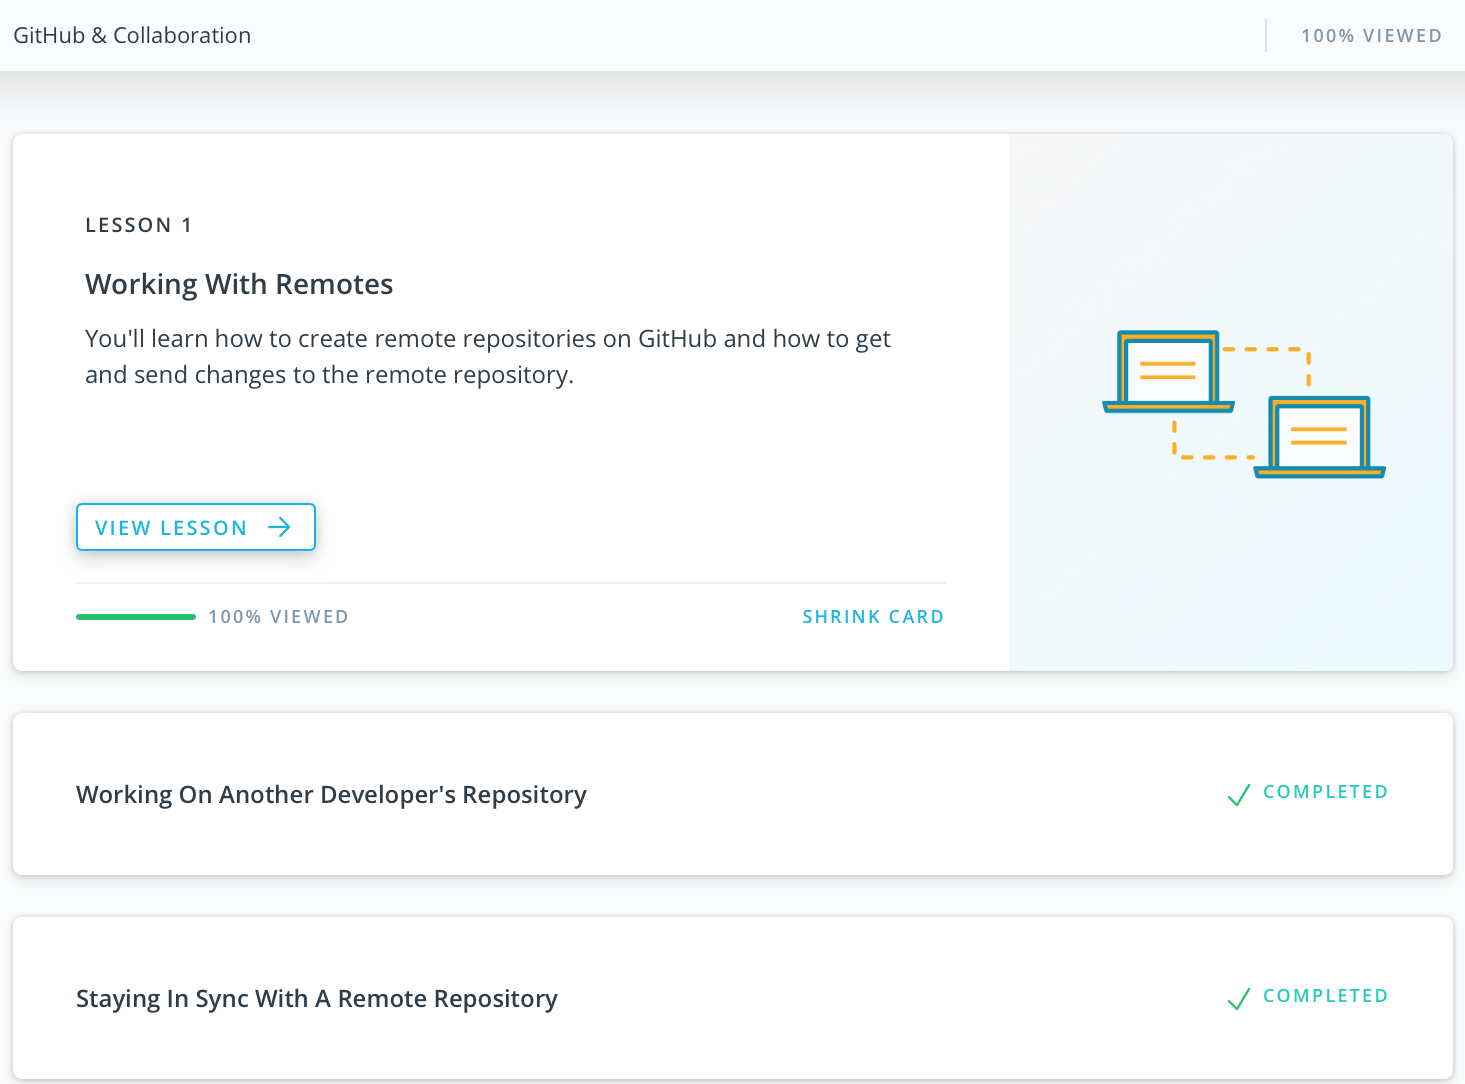 GitHub & Collaboration
100% VIEWED
LESSON 1
Working With Remotes
You'll learn how to create remote repositories on GitHub and how to get
and send changes to the remote repository.
VIEW LESSON
100% VIEWED
SHRINK CARD
Working On Another Developer's Repository
COMPLETED
Staying In Sync With A Remote Repository
COMPLETED